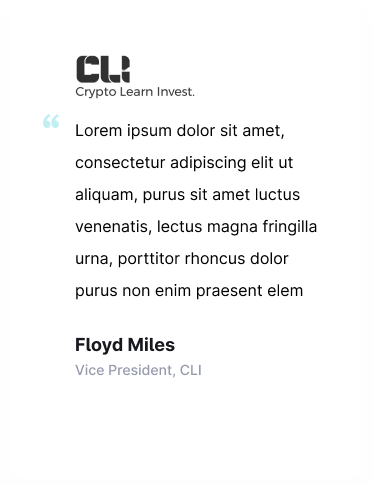 CLI
Crypto Learn Invest.
“
Lorem ipsum dolor sit amet,
consectetur adipiscing elit ut
aliquam, purus sit amet luctus
venenatis, lectus magna fringilla
urna, porttitor rhoncus dolor
purus non enim praesent elem
Floyd Miles
Vice President, CLI